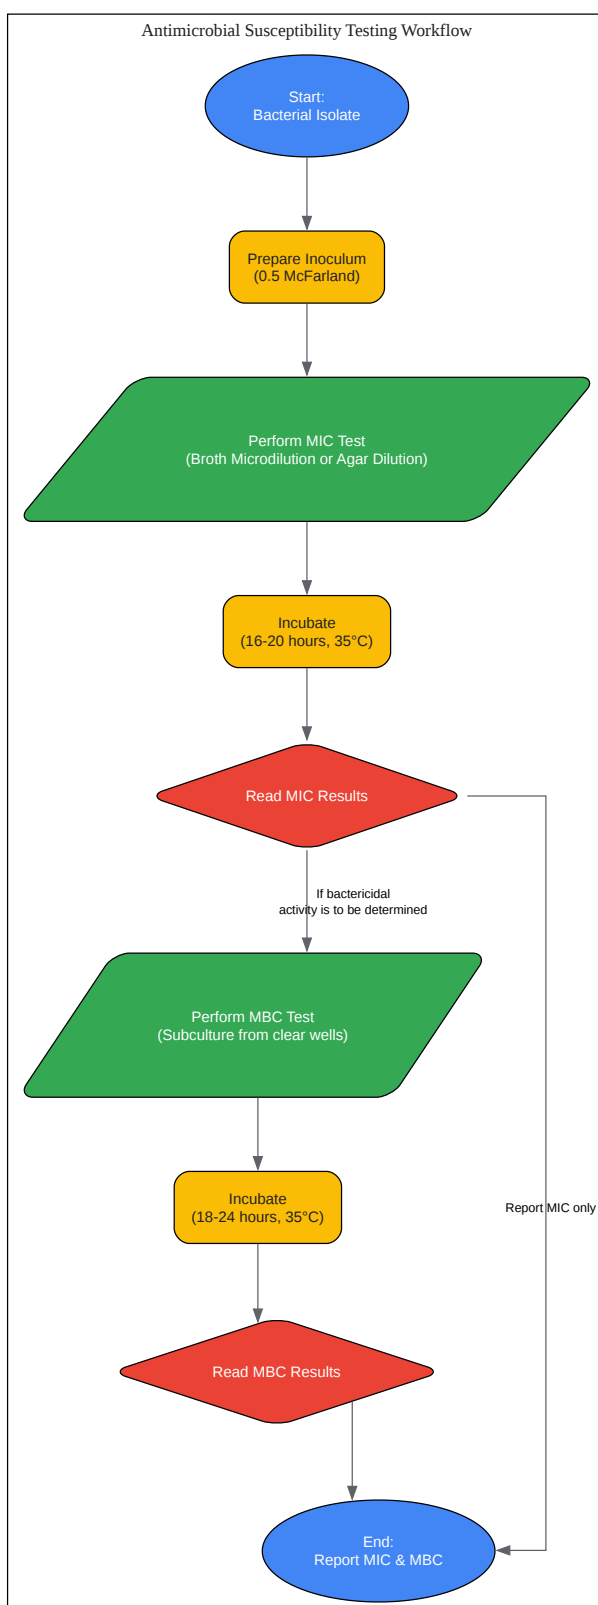 Antimicrobial Susceptibility Testing Workflow
Start:
Bacterial Isolate
Prepare Inoculum
(0.5 McFarland)
Perform MIC Test
(Broth Microdilution or Agar Dilution)
Incubate
(16-20 hours, 35°C)
Read MIC Results
If bactericidal
activity is to be determined
Perform MBC Test
(Subculture from clear wells)
Incubate
(18-24 hours, 35°C)
Report MIC only
Read MBC Results
End:
Report MIC & MBC